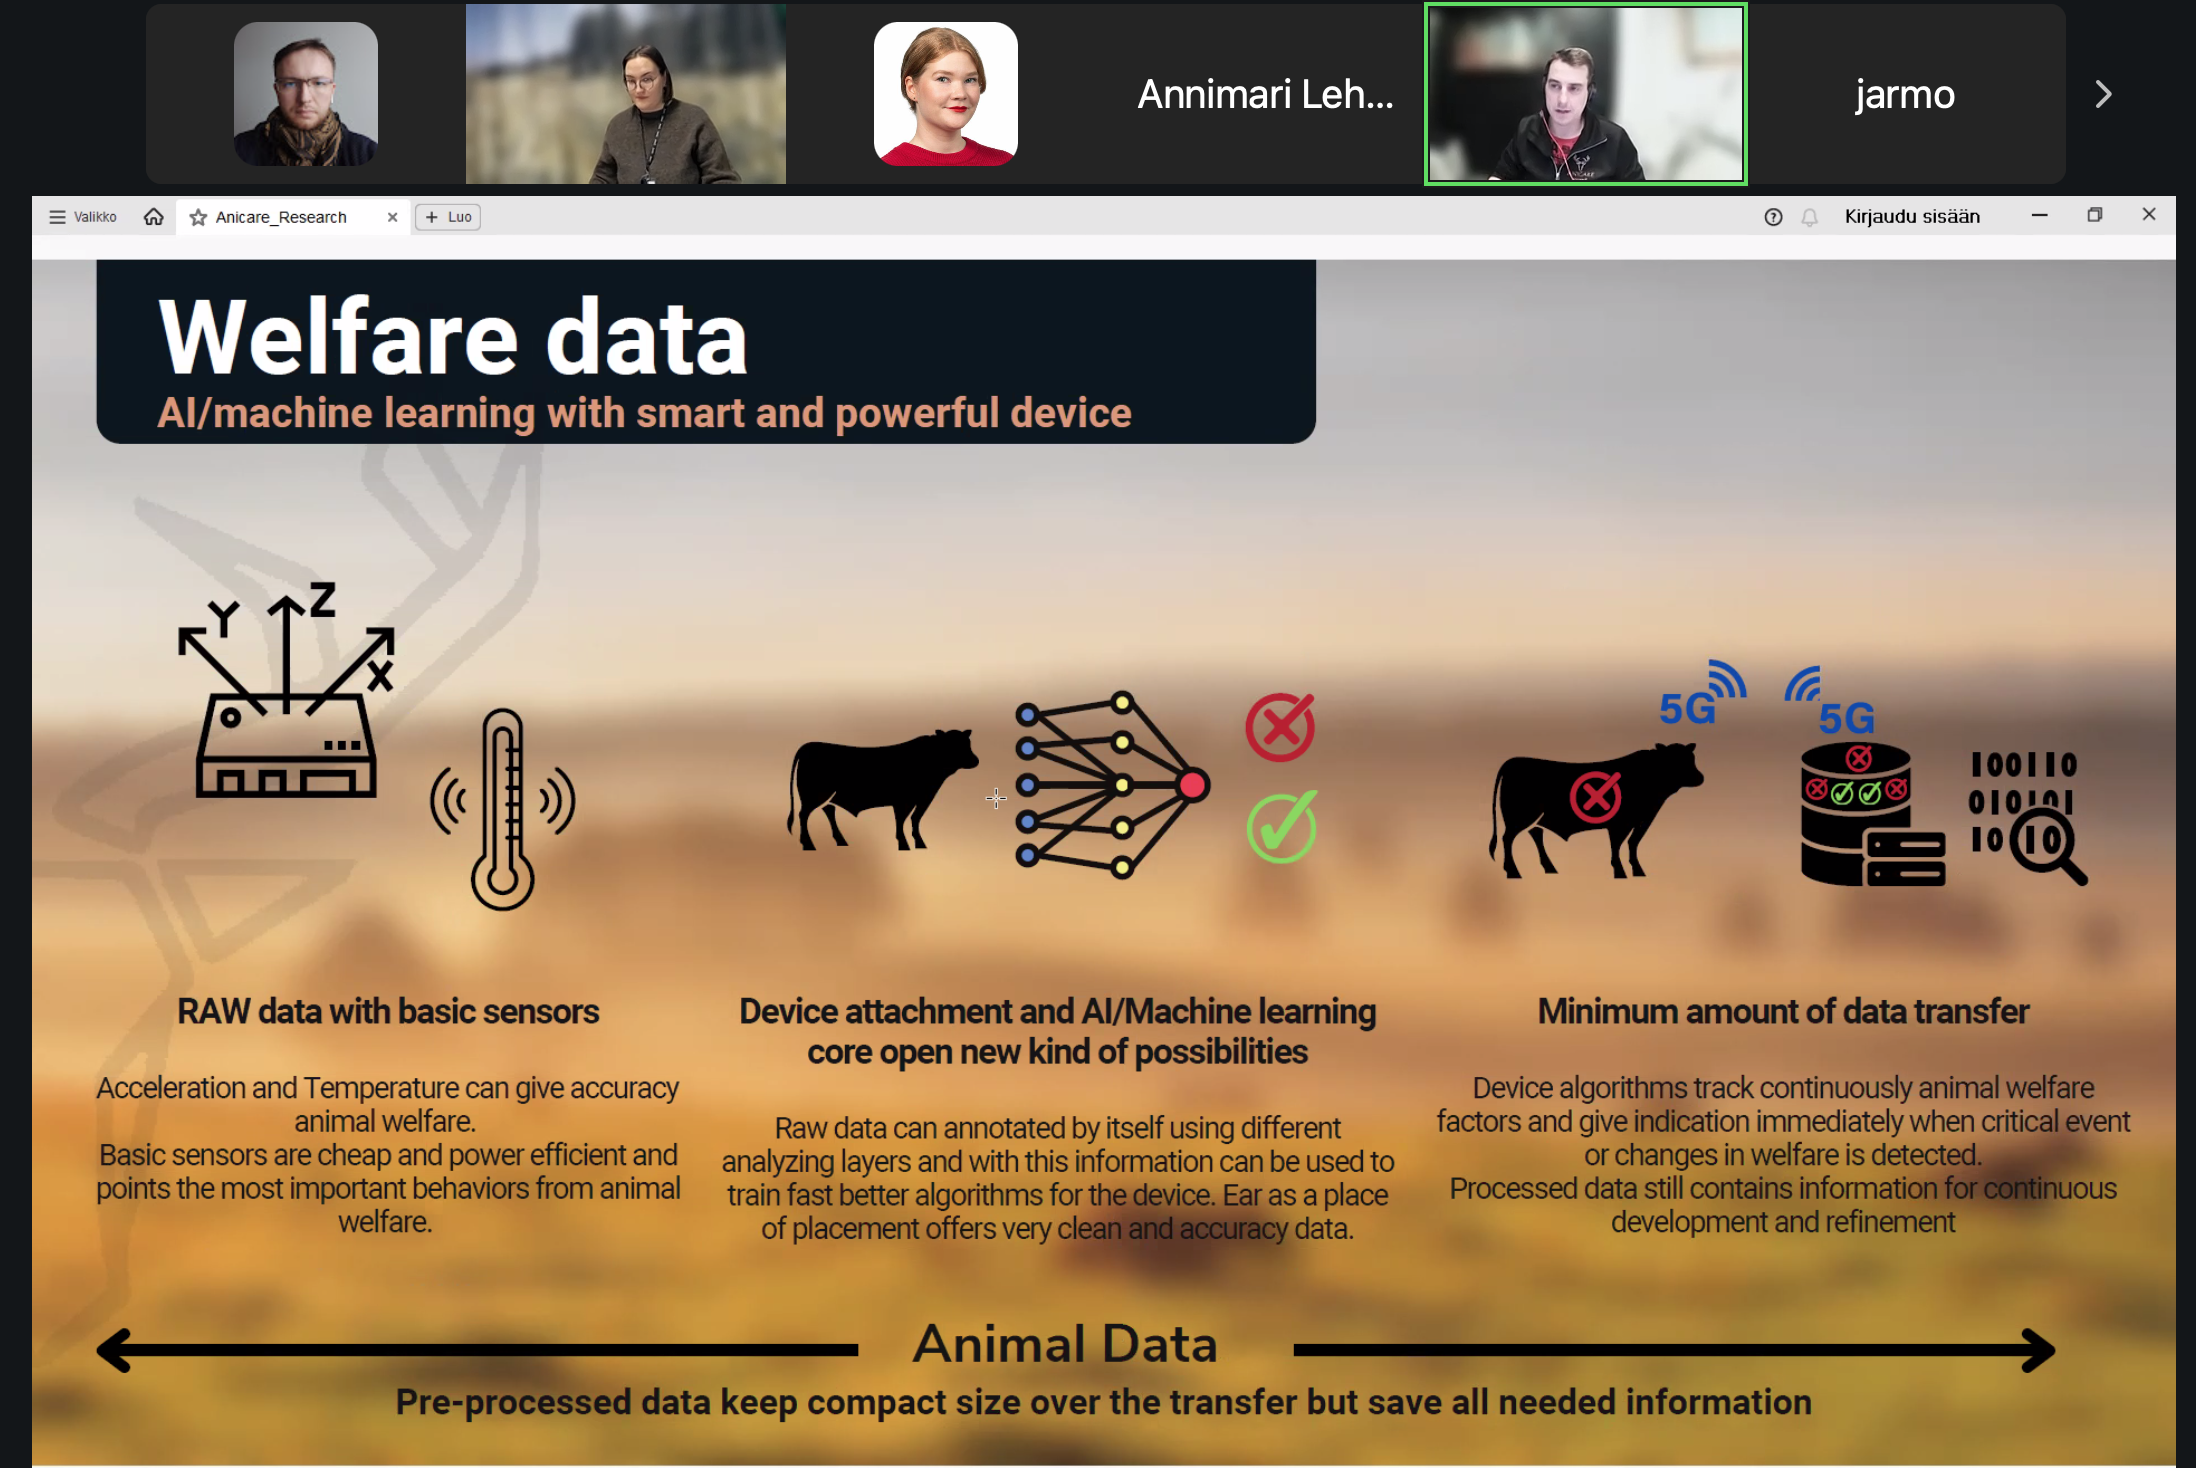 Annimari Leh...
jarmo
Valikko
Anicare_Research
Luo
Kirjaudu sisään
Welfare data
AI/machine learning with smart and powerful device
Y
Z
X
5G
5G
100110
010101
10
10
RAW data with basic sensors
Acceleration and Temperature can give accuracy
animal welfare.
Basic sensors are cheap and power efficient and
points the most important behaviors from animal
welfare.
Device attachment and AI/Machine learning
core open new kind of possibilities
Raw data can annotated by itself using different
analyzing layers and with this information can be used to
train fast better algorithms for the device. Ear as a place
of placement offers very clean and accuracy data.
Minimum amount of data transfer
Device algorithms track continuously animal welfare
factors and give indication immediately when critical event
or changes in welfare is detected.
Processed data still contains information for continuous
development and refinement
Animal Data
Pre-processed data keep compact size over the transfer but save all needed information